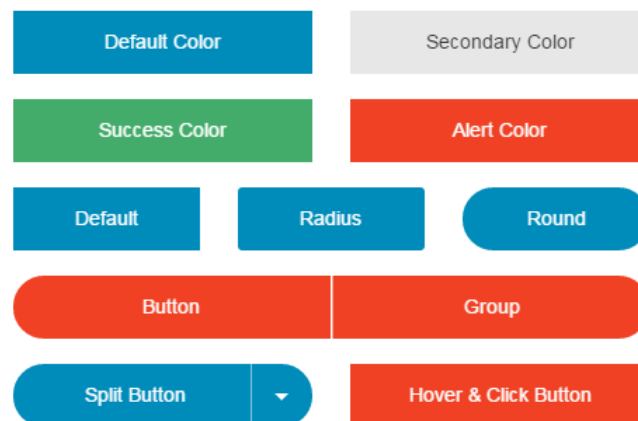 Default Color
Secondary Color
Success Color
Alert Color
Default
Radius
Round
Button
Group
Split Button
Hover & Click Button